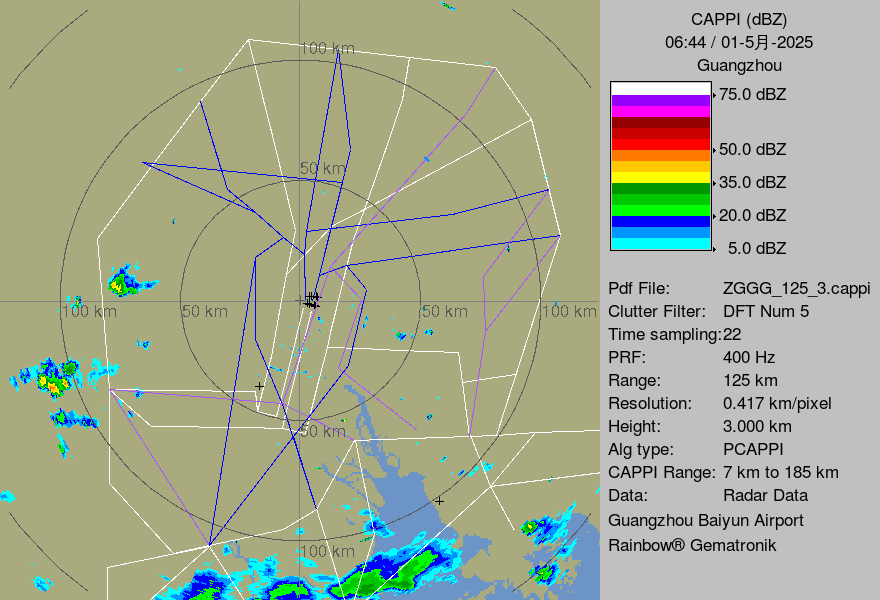 100 km
50 km
100 km
50 km
50 km
100 km
50 km
100 km
CAPPI (dBZ)
06:44 / 01-5月-2025
Guangzhou
75.0 dBZ
50.0 dBZ
35.0 dBZ
20.0 dBZ
5.0 dBZ
Pdf File: ZGGG_125_3.cappi
Clutter Filter: DFT Num 5
Time sampling:22
PRF: 400 Hz
Range: 125 km
Resolution: 0.417 km/pixel
Height: 3.000 km
Alg type: PCAPPI
CAPPI Range: 7 km to 185 km
Data: Radar Data
Guangzhou Baiyun Airport
Rainbow® Gematronik